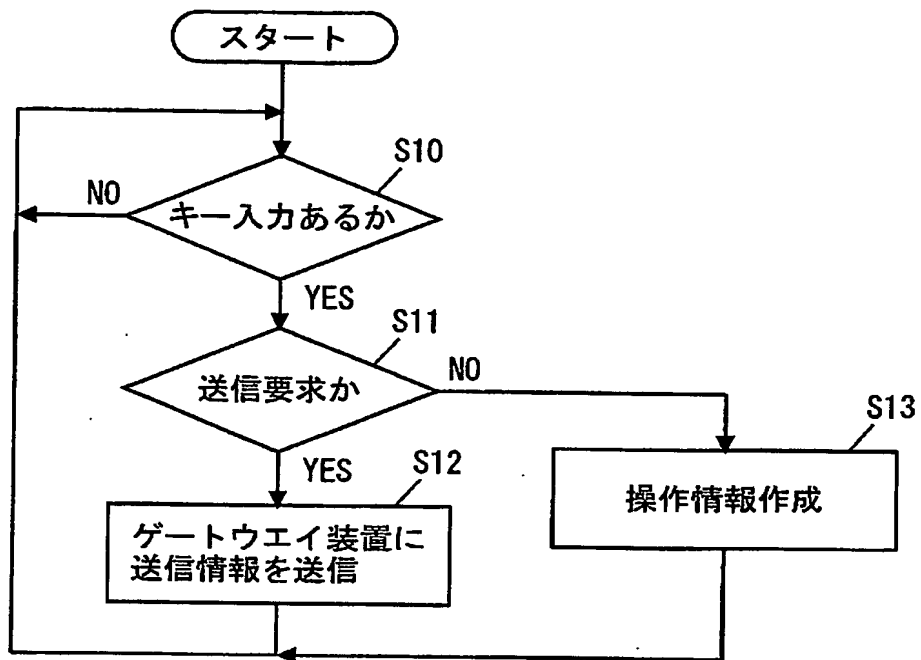 スタート
S10
NO
キー入力あるか
YES
S11
送信要求か
NO
S13
YES
S12
操作情報作成
ゲートウエイ装置に
送信情報を送信